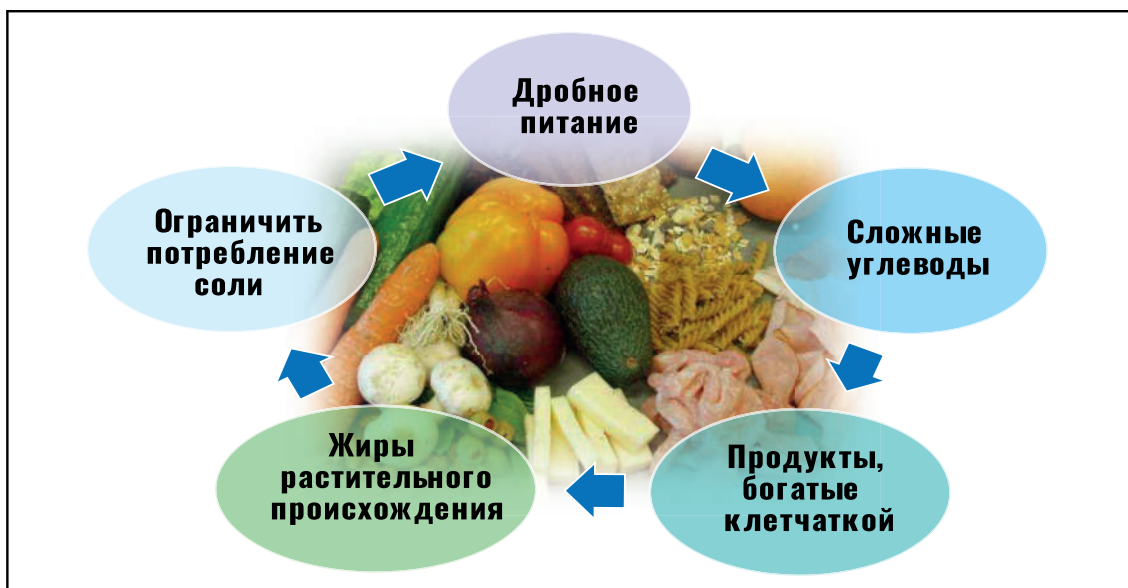 Дробное
питание
Сложные
углеводы
Продукты,
богатые
клетчаткой
Жиры
растительного
происхождения
Ограничить
потребление
соли